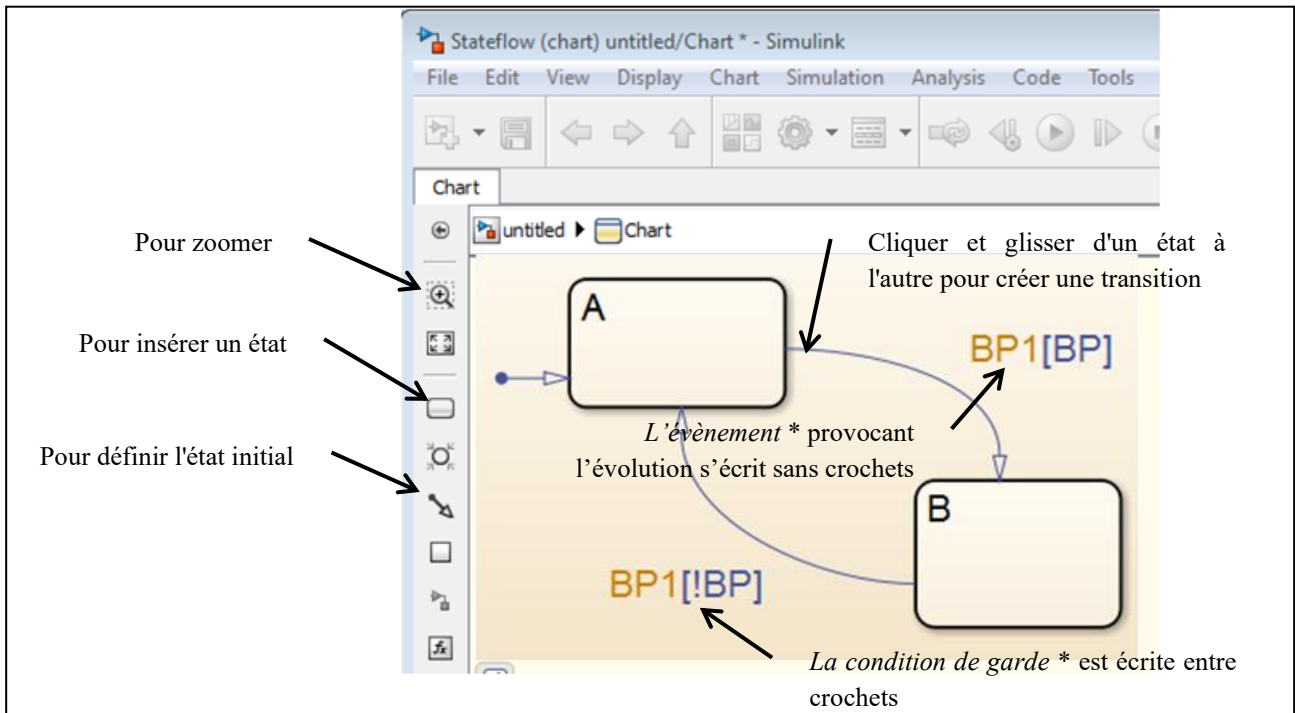 Stateflow (chart) untitled/Chart * - Simulink
File Edit View Display Chart Simulation Analysis Code Tools
Chart
untitled Chart
Pour zoomer
Cliquer et glisser d'un état à
l'autre pour créer une transition
A
Pour insérer un état
BP1[BP]
L'évènement * provocant
l'évolution s'écrit sans crochets
Pour définir l'état initial
B
BP1[!BP]
fx
La condition de garde * est écrite entre
crochets